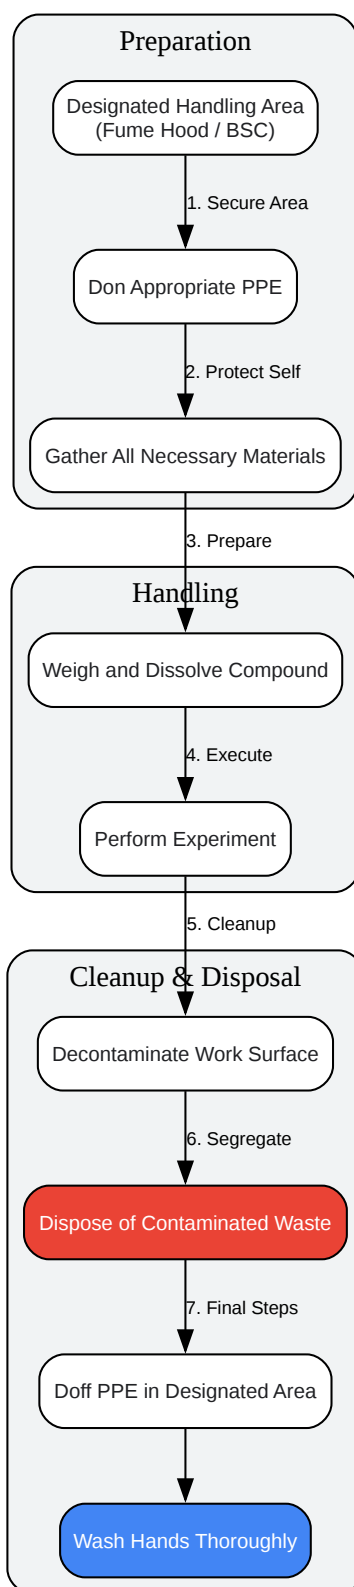 Preparation
Designated Handling Area
(Fume Hood / BSC)
1. Secure Area
Don Appropriate PPE
2. Protect Self
Gather All Necessary Materials
3. Prepare
Handling
Weigh and Dissolve Compound
4. Execute
Perform Experiment
5. Cleanup
Cleanup & Disposal
Decontaminate Work Surface
6. Segregate
Dispose of Contaminated Waste
7. Final Steps
Doff PPE in Designated Area
Wash Hands Thoroughly